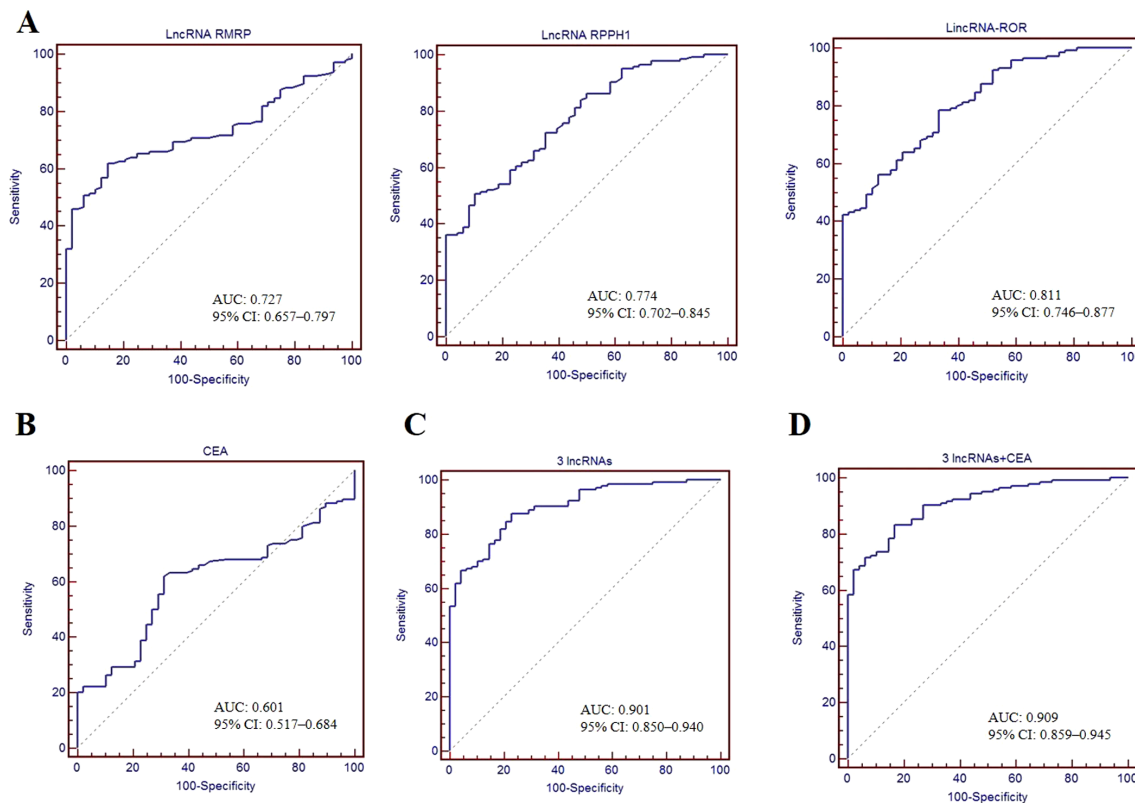 A
LncRNA RMRP
100
80
60
40
20
0
Sensitivity
AUC: 0.727
95% CI: 0.657–0.797
0 20 40 60 80 100
100-Specificity
LncRNA RPPH1
100
80
60
40
20
0
Sensitivity
AUC: 0.774
95% CI: 0.702–0.845
0 20 40 60 80 100
100-Specificity
LincRNA-ROR
100
80
60
40
20
0
Sensitivity
AUC: 0.811
95% CI: 0.746–0.877
0 20 40 60 80 100
100-Specificity
B
CEA
100
80
60
40
20
0
Sensitivity
AUC: 0.601
95% CI: 0.517–0.684
0 20 40 60 80 100
100-Specificity
C
3 lncRNAs
100
80
60
40
20
0
Sensitivity
AUC: 0.901
95% CI: 0.850–0.940
0 20 40 60 80 100
100-Specificity
D
3 lncRNAs+CEA
100
80
60
40
20
0
Sensitivity
AUC: 0.909
95% CI: 0.859–0.945
0 20 40 60 80 100
100-Specificity